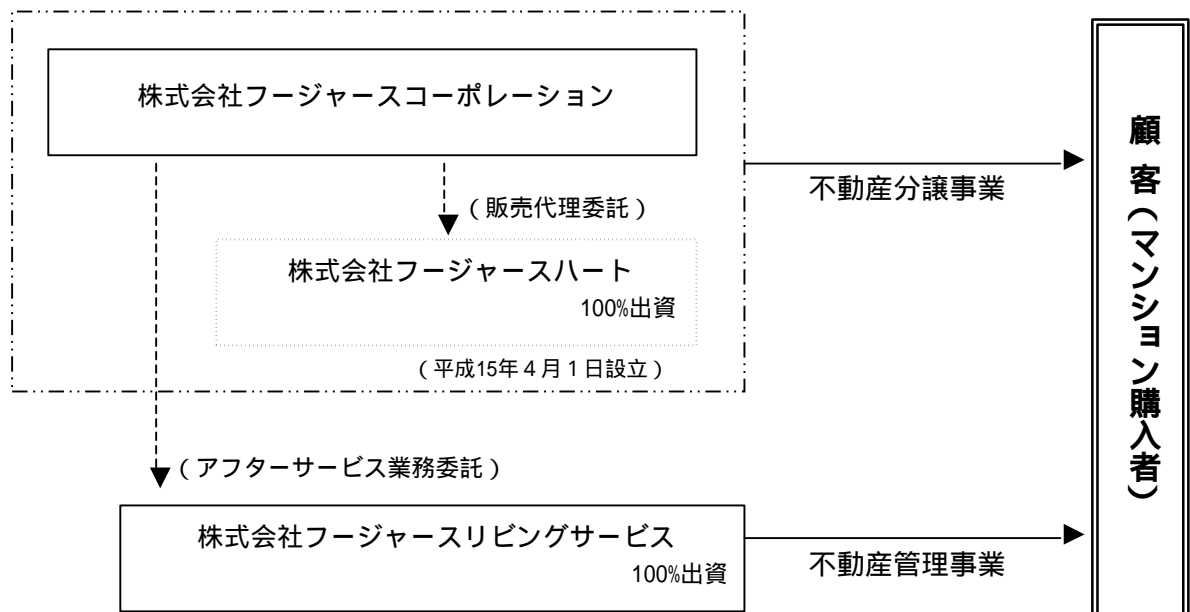 株式会社フージャースコーポレーション
(販売代理委託)
株式会社フージャースハート
100%出資
(平成15年4月1日設立)
不動産分譲事業
(アフターサービス業務委託)
株式会社フージャースリビングサービス
100%出資
不動産管理事業
顧客(マンション購入者)